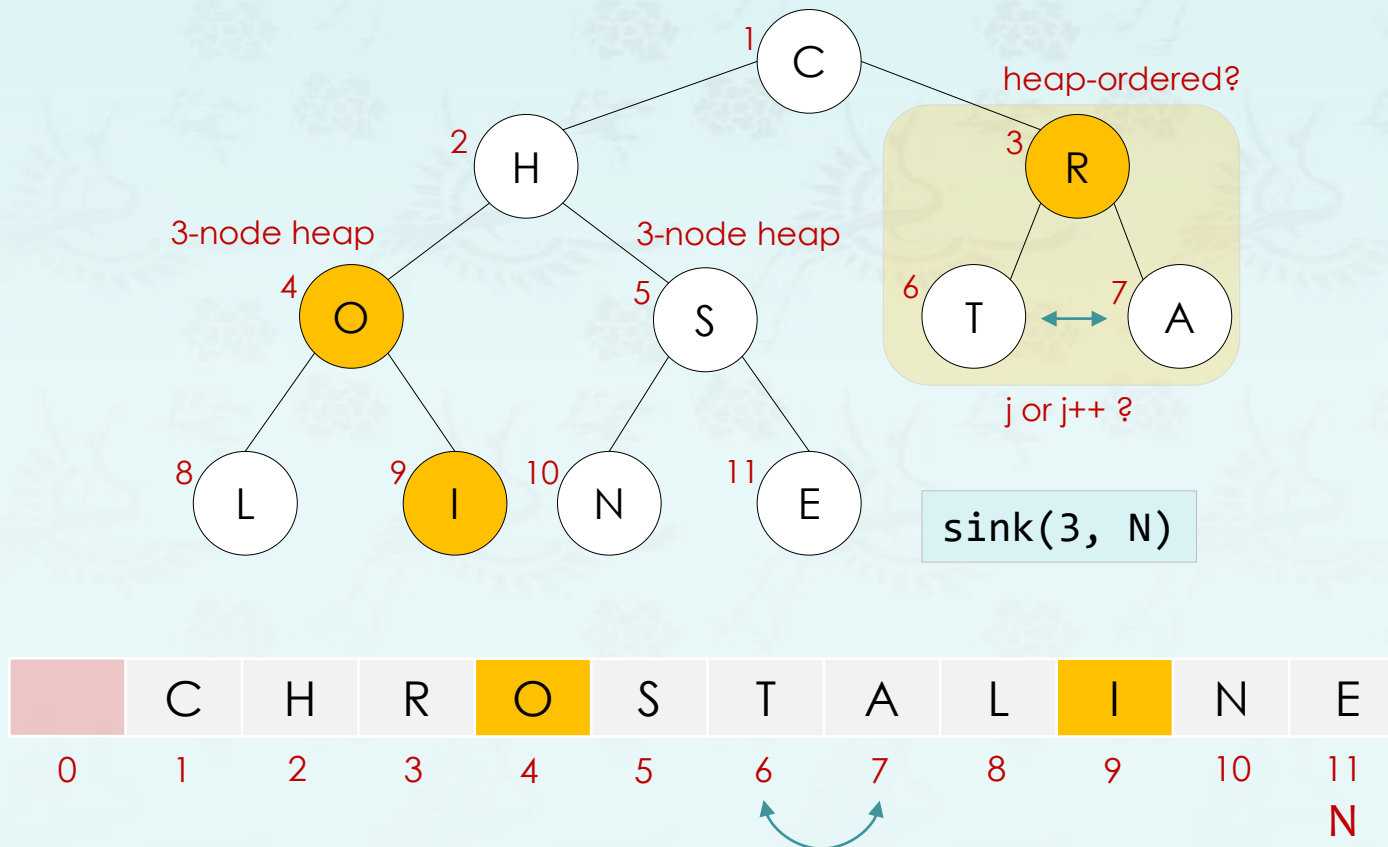 1
C
heap-ordered?
2
H
3
R
3-node heap
3-node heap
4
O
5
S
6
T
7
A
j or j++ ?
8
L
9
I
10
N
11
E
sink(3, N)
C H R O S T A L I N E
0 1 2 3 4 5 6 7 8 9 10 11
N